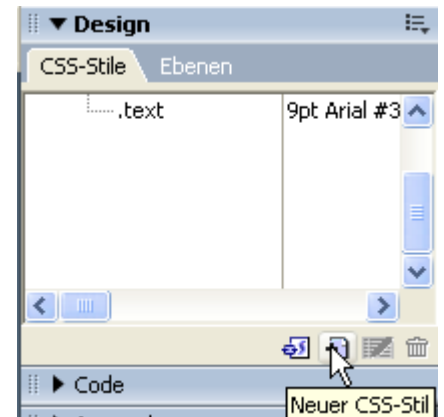 Design
CSS-Stile Ebenen
.text 9pt Arial #3
Code
Neuer CSS-Stil